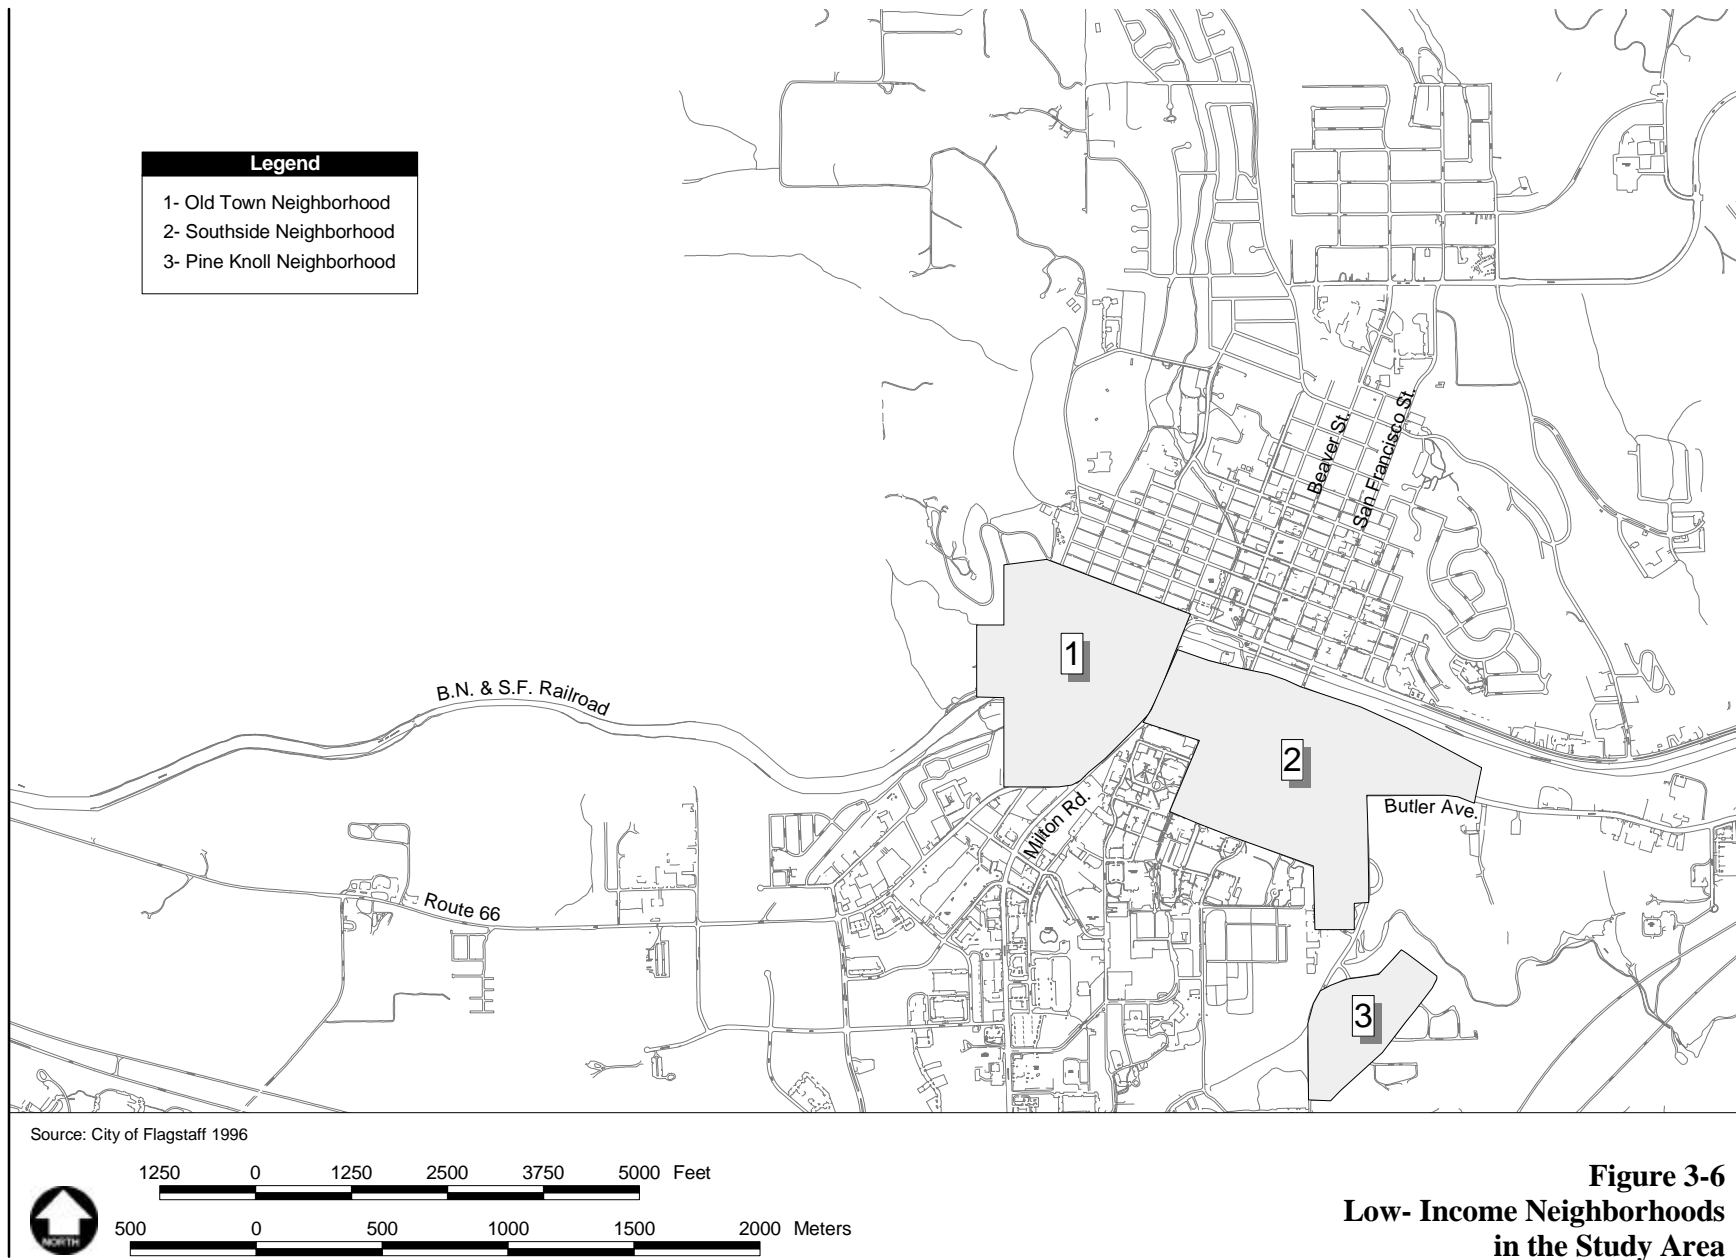 Legend
1- Old Town Neighborhood
2- Southside Neighborhood
3- Pine Knoll Neighborhood
Beaver St.
San Francisco St.
1
B.N. & S.F. Railroad
2
Butler Ave.
Milton Rd.
Route 66
3
Source: City of Flagstaff 1996
1250 0 1250 2500 3750 5000 Feet
500 0 500 1000 1500 2000 Meters
NORTH
Figure 3-6
Low- Income Neighborhoods
in the Study Area